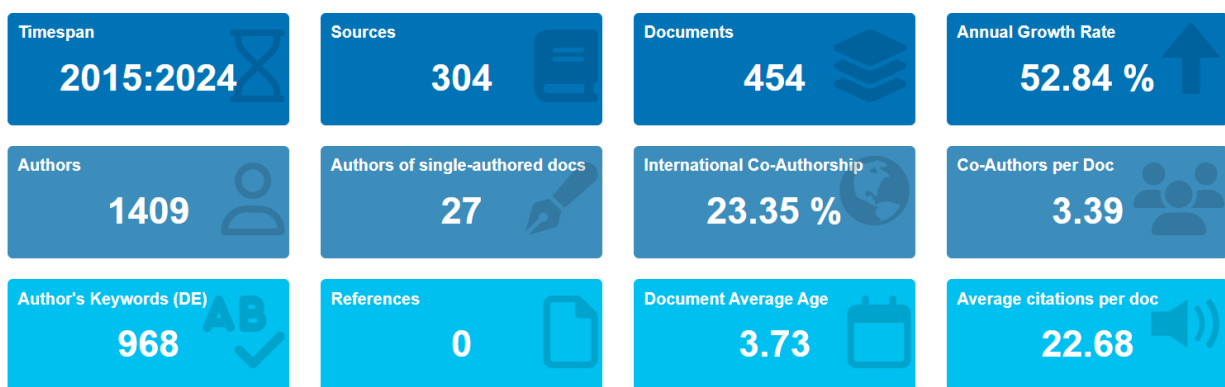 Timespan
2015:2024
Sources
304
Documents
454
Annual Growth Rate
52.84 %
Authors
1409
Authors of single-authored docs
27
International Co-Authorship
23.35 %
Co-Authors per Doc
3.39
Author's Keywords (DE)
968
AB
References
0
Document Average Age
3.73
Average citations per doc
22.68